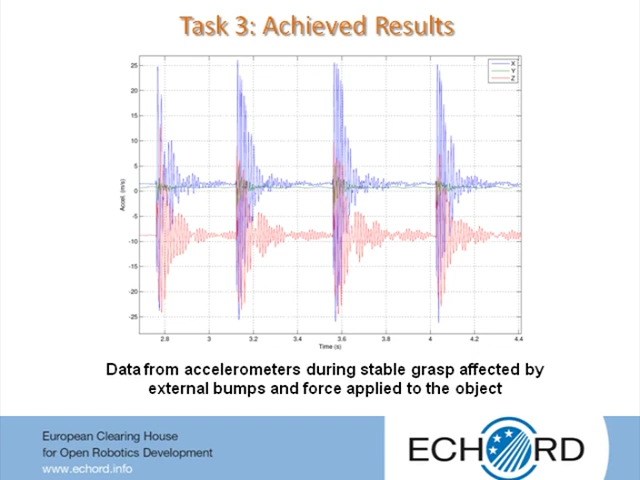 Task 3: Achieved Results
X
Y
Z
25
20
15
10
5
0
-5
-10
-15
-20
-25
Accel. (m/s)
2.8 3 3.2 3.4 3.6 3.8 4 4.2 4.4
Time (s)
Data from accelerometers during stable grasp affected by
external bumps and force applied to the object
European Clearing House
for Open Robotics Development
www.echord.info
ECHORD